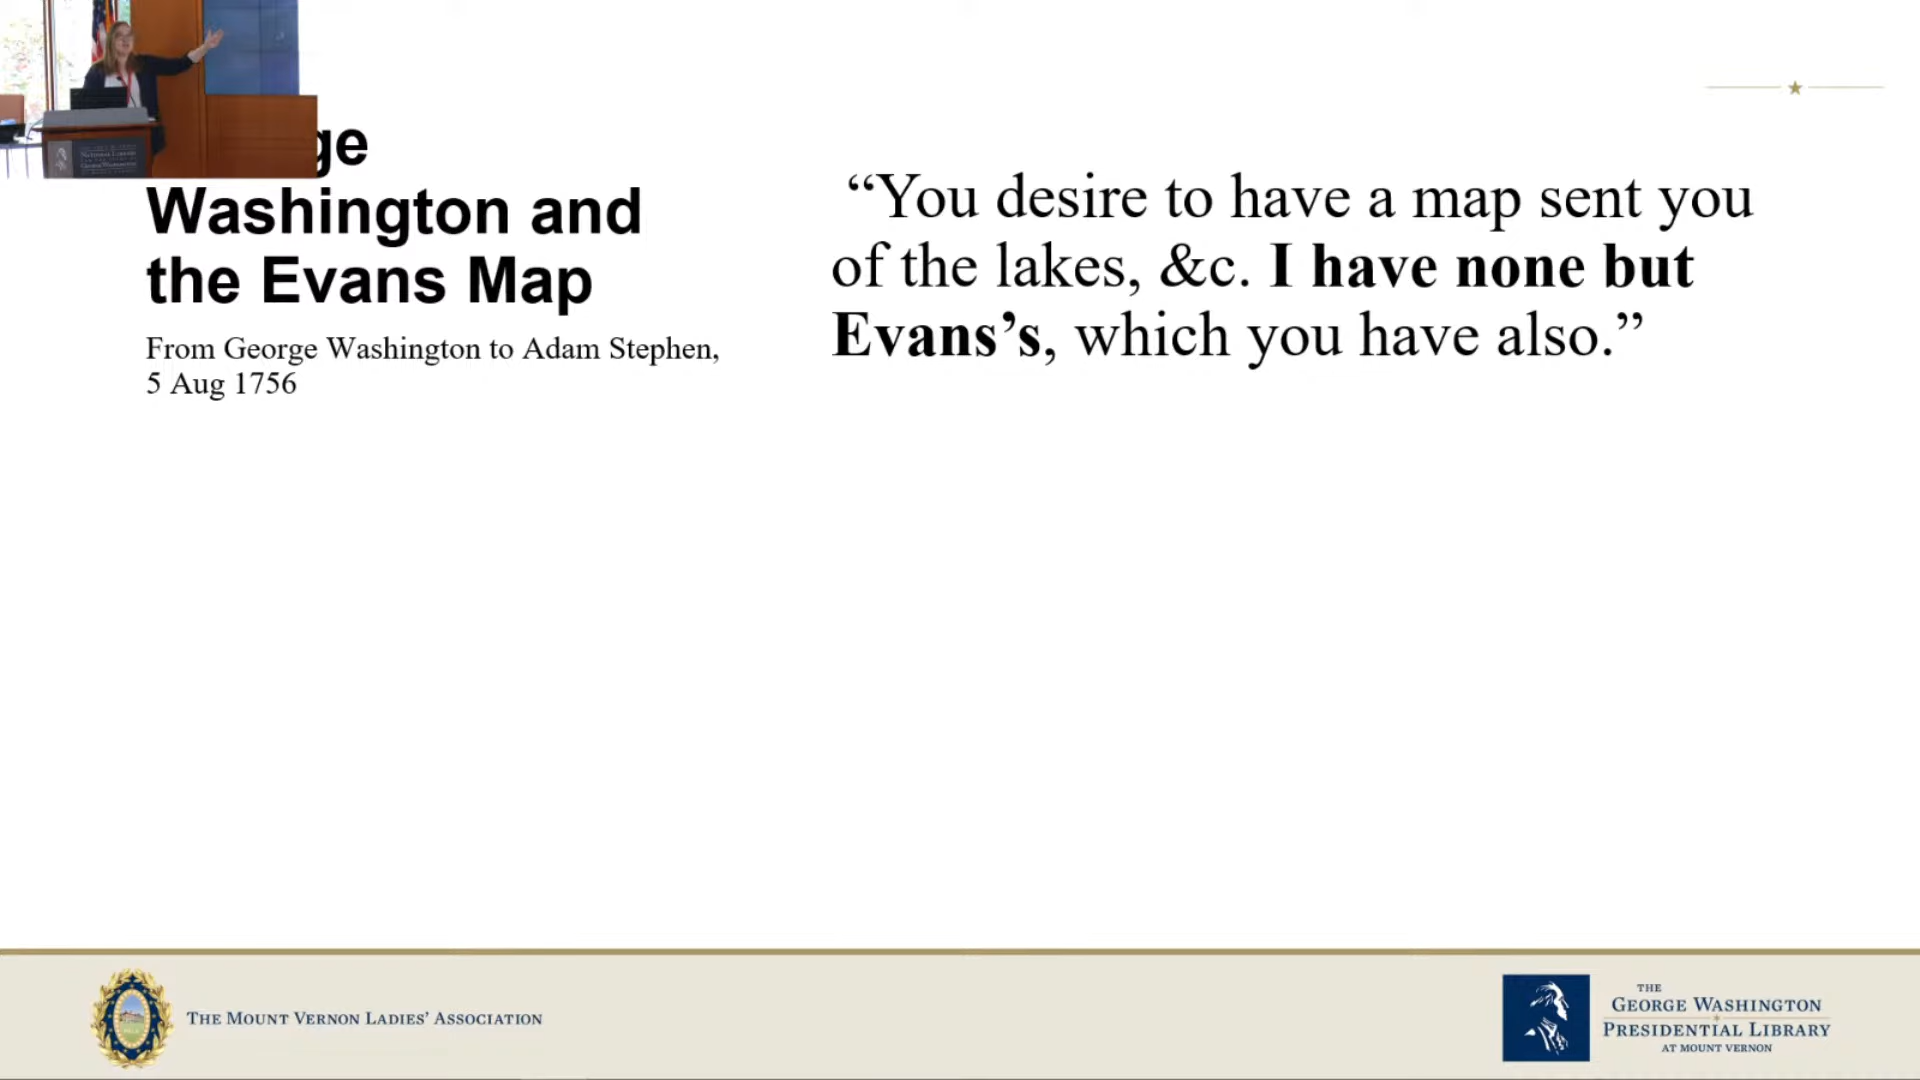 ge
Washington and
the Evans Map
From George Washington to Adam Stephen,
5 Aug 1756
“You desire to have a map sent you
of the lakes, &c. I have none but
Evans’s, which you have also.”
THE MOUNT VERNON LADIES’ ASSOCIATION
THE
GEORGE WASHINGTON
PRESIDENTIAL LIBRARY
AT MOUNT VERNON